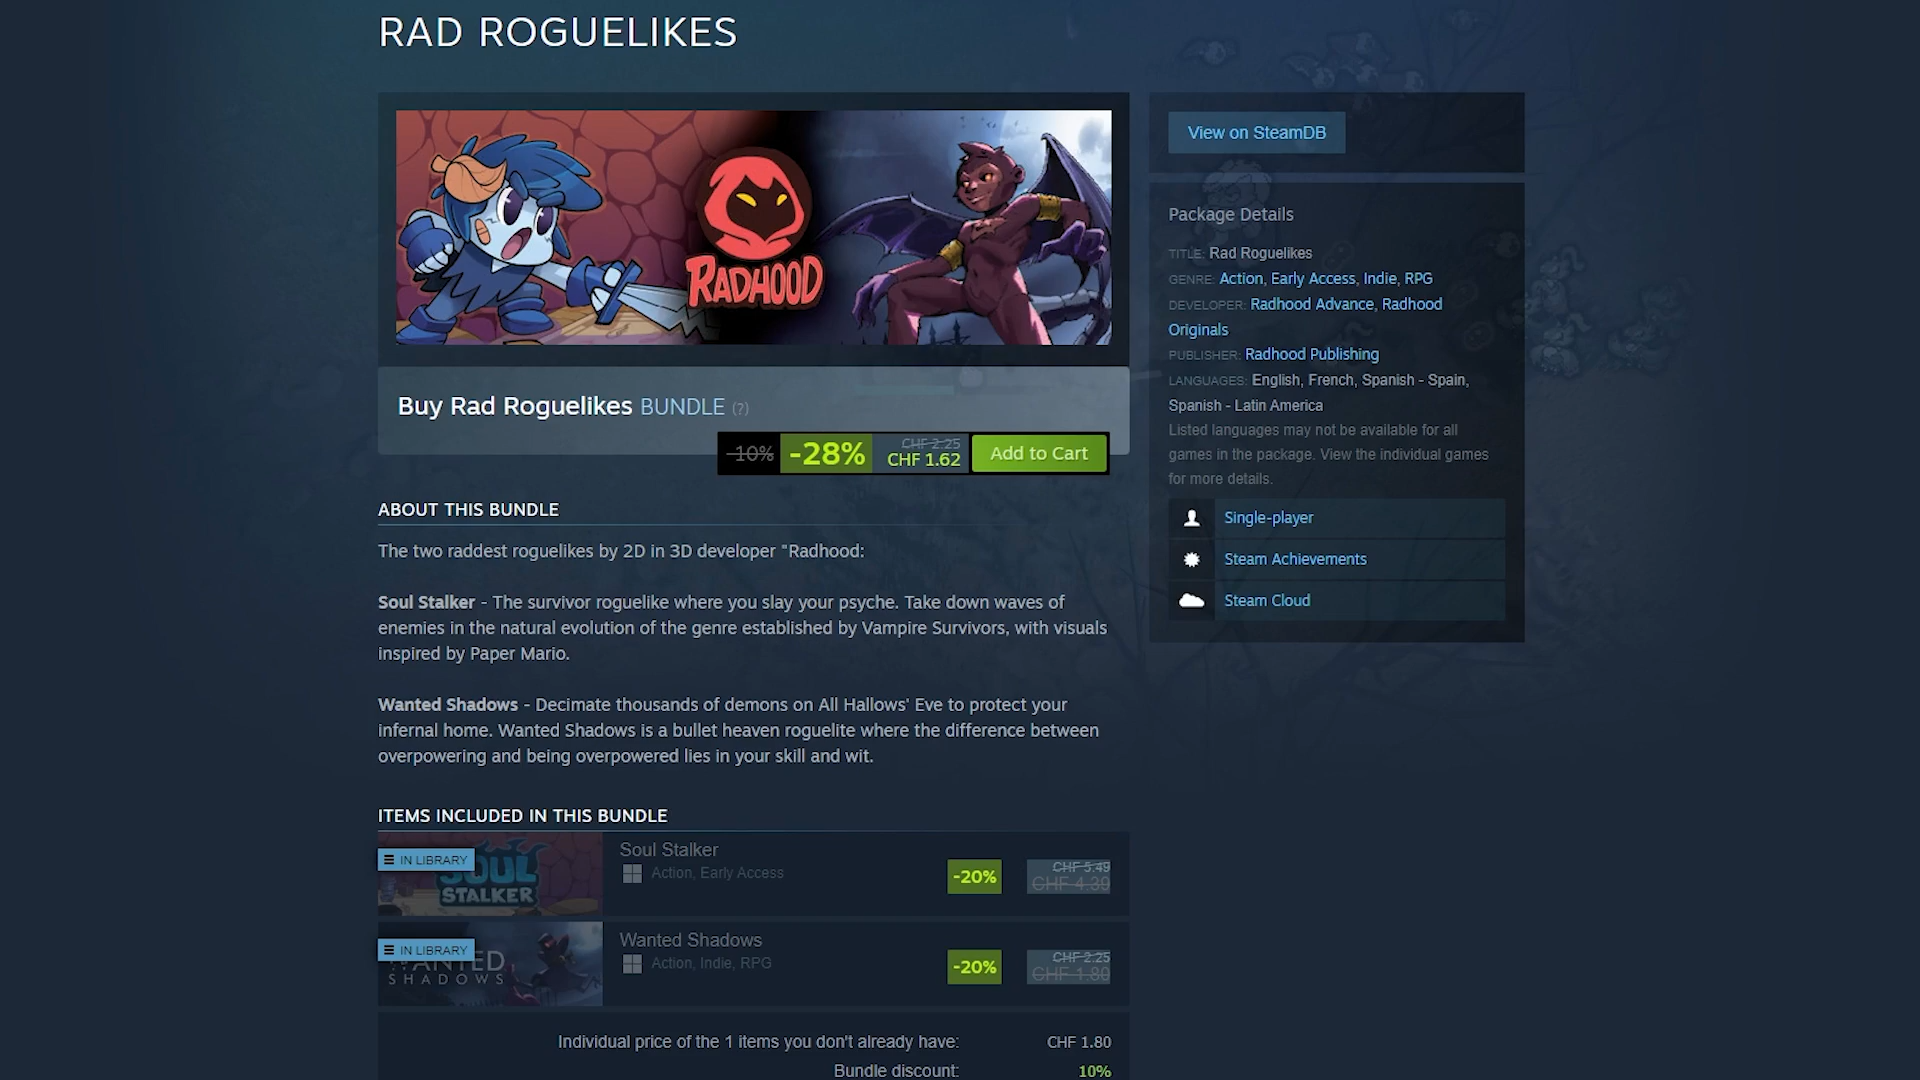 RAD ROGUELIKES
RADHOOD
View on SteamDB
Package Details
TITLE: Rad Roguelikes
GENRE: Action, Early Access, Indie, RPG
DEVELOPER: Radhood Advance, Radhood
Originals
PUBLISHER: Radhood Publishing
LANGUAGES: English, French, Spanish - Spain,
Spanish - Latin America
Listed languages may not be available for all
games in the package. View the individual games
for more details.
Single-player
Steam Achievements
Steam Cloud
Buy Rad Roguelikes BUNDLE (?)
-10% -28% CHF 2.25 CHF 1.62 Add to Cart
ABOUT THIS BUNDLE
The two raddest roguelikes by 2D in 3D developer "Radhood:
Soul Stalker - The survivor roguelike where you slay your psyche. Take down waves of
enemies in the natural evolution of the genre established by Vampire Survivors, with visuals
inspired by Paper Mario.
Wanted Shadows - Decimate thousands of demons on All Hallows' Eve to protect your
infernal home. Wanted Shadows is a bullet heaven roguelite where the difference between
overpowering and being overpowered lies in your skill and wit.
ITEMS INCLUDED IN THIS BUNDLE
IN LIBRARY
SOUL
STALKER
Soul Stalker
Action, Early Access
-20%
CHF 5.49
CHF 4.39
IN LIBRARY
WANTED
SHADOWS
Wanted Shadows
Action, Indie, RPG
-20%
CHF 2.25
CHF 1.80
Individual price of the 1 items you don't already have: CHF 1.80
Bundle discount: 10%